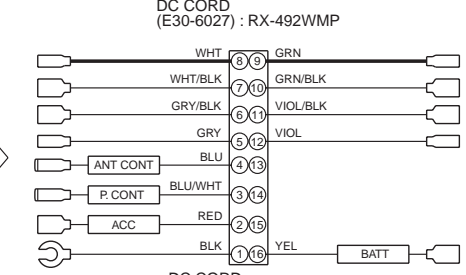 DC CORD
(E30-6027) : RX-492WMP
WHT 8 9 GRN
WHT/BLK 7 10 GRN/BLK
GRY/BLK 6 11 VIOL/BLK
GRY 5 12 VIOL
ANT CONT BLU 4 13
P. CONT BLU/WHT 3 14
ACC RED 2 15
BLK 1 16 YEL BATT
DC CORD